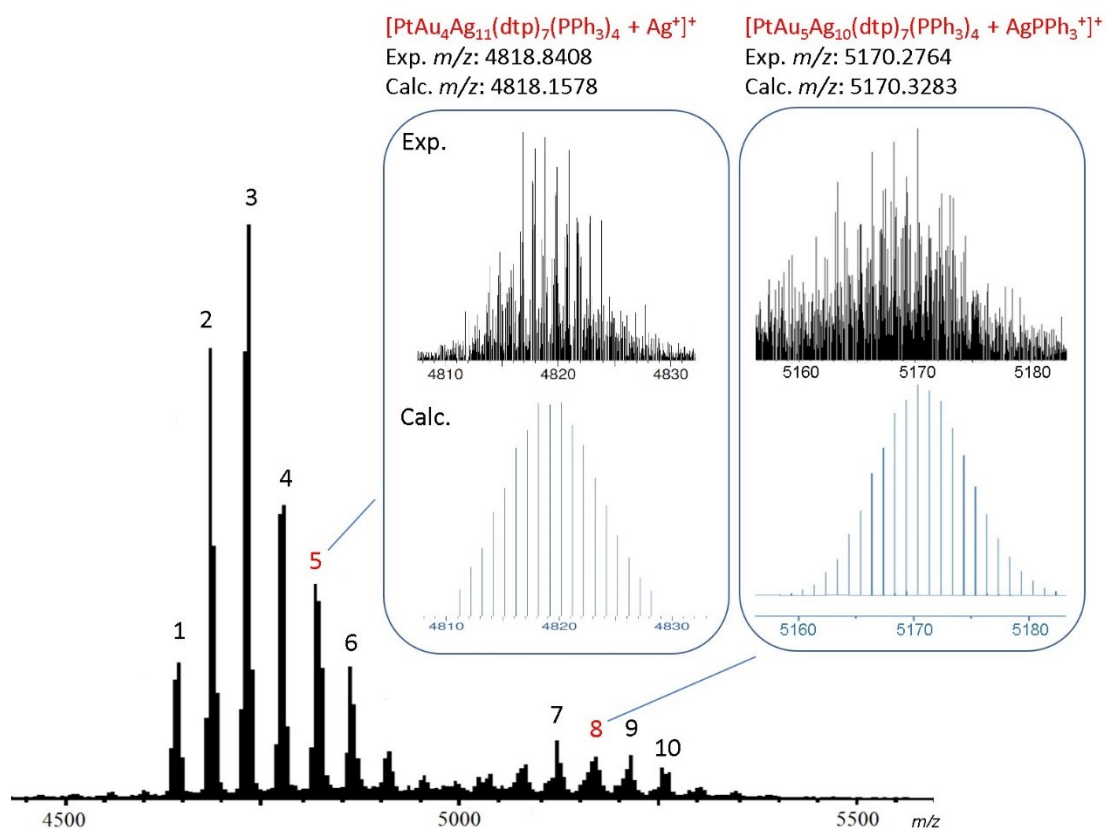 [PtAu₄Ag₁₁(dtp)₇(PPh₃)₄ + Ag⁺]⁺
Exp. m/z: 4818.8408
Calc. m/z: 4818.1578
[PtAu₅Ag₁₀(dtp)₇(PPh₃)₄ + AgPPh₃⁺]⁺
Exp. m/z: 5170.2764
Calc. m/z: 5170.3283
Exp.
4810 4820 4830
5160 5170 5180
Calc.
4810 4820 4830
5160 5170 5180
1
2
3
4
5
6
7
8
9
10
4500 5000 5500 m/z